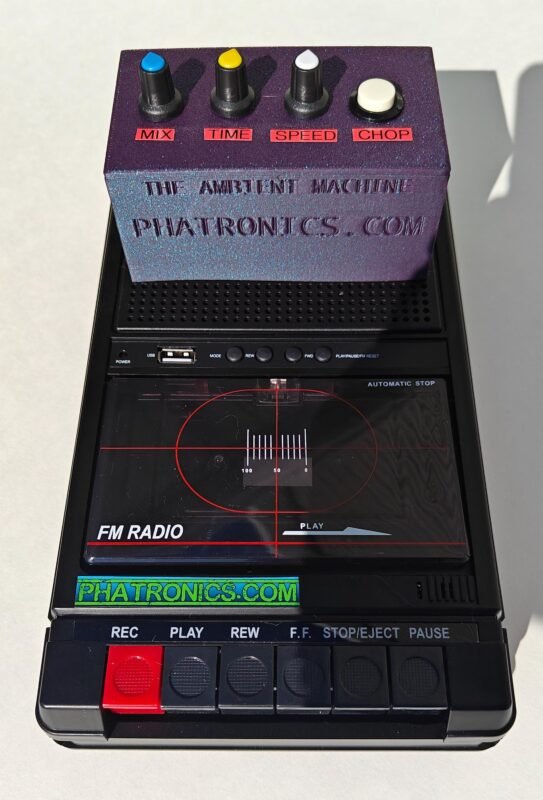 MIX TIME SPEED CHOP
THE AMBIENT MACHINE
PHATRONICS.COM
POWER USB MODE REW FWD PLAY/PAUSE/FM RESET
AUTOMATIC STOP
100 50 0
FM RADIO
PLAY
PHATRONICS.COM
REC PLAY REW F.F. STOP/EJECT PAUSE